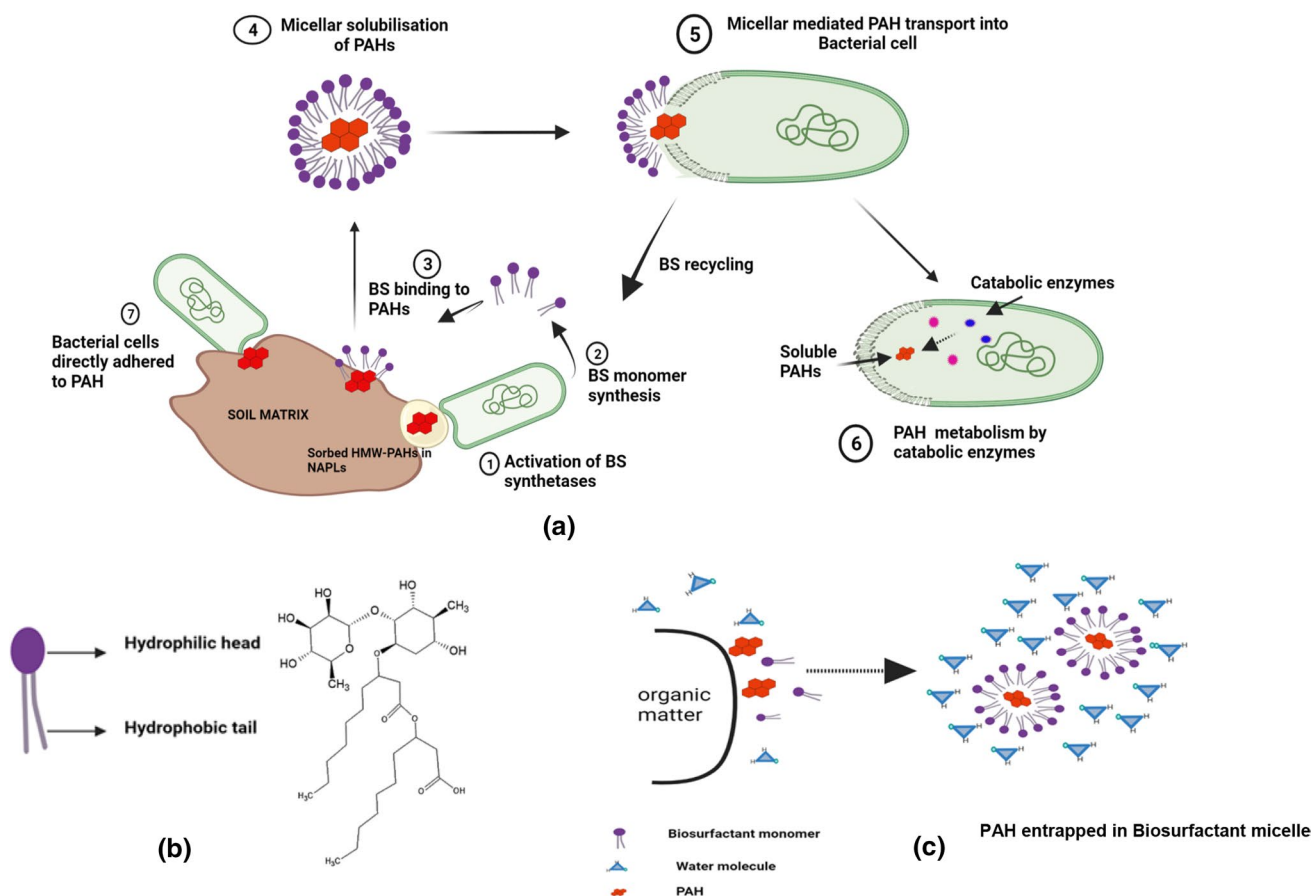 ④ Micellar solubilisation
of PAHs
⑤ Micellar mediated PAH transport into
Bacterial cell
③
BS binding to
PAHs
BS recycling
Catabolic enzymes
⑦
Bacterial cells
directly adhered
to PAH
②
BS monomer
synthesis
Soluble
PAHs
SOIL MATRIX
Sorbed HMW-PAHs in
NAPLs
① Activation of BS
synthetases
⑥ PAH metabolism by
catabolic enzymes
(a)
Hydrophilic head
Hydrophobic tail
HO
HO
HO
HO
O
O
O
CH₃
CH₃
OH
O
O
O
O
OH
H₃C
H₃C
(b)
organic
matter
H
H
H
H
H
H
H
H
Biosurfactant monomer
Water molecule
PAH
(c)
PAH entrapped in Biosurfactant micelle